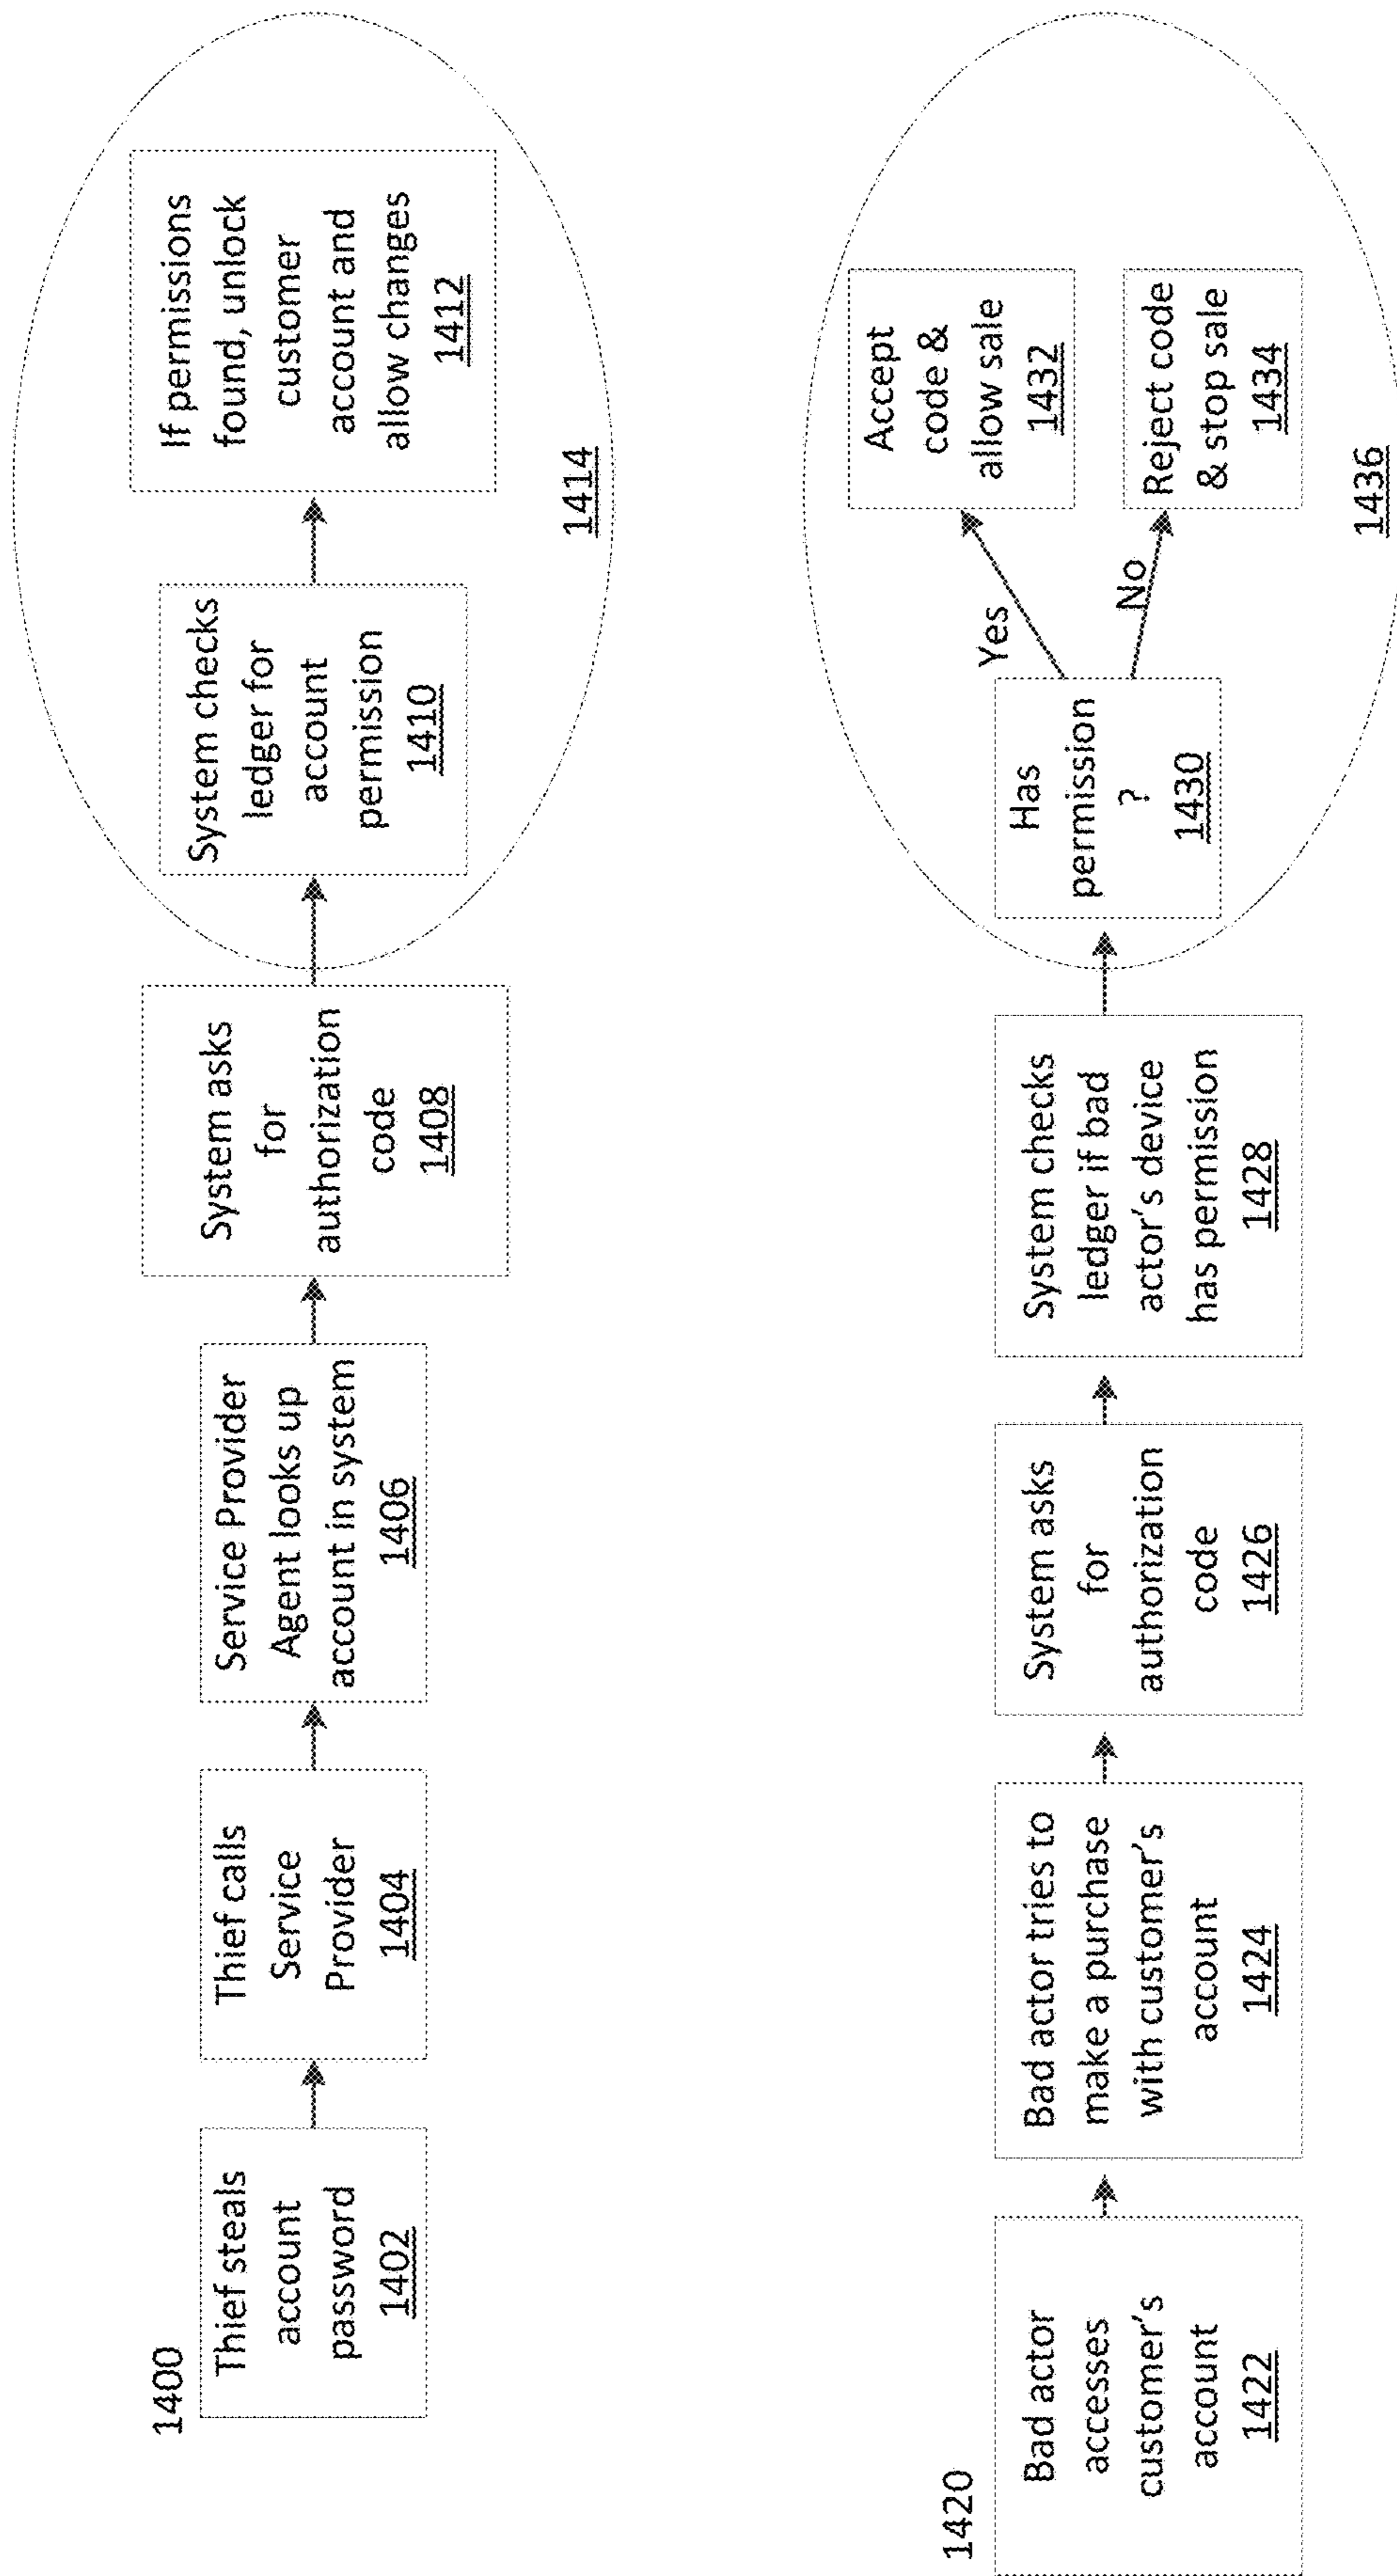 1400
Thief steals
account
password
1402
Thief calls
Service
Provider
1404
Service Provider
Agent looks up
account in system
1406
System asks
for
authorization
code
1408
System checks
ledger for
account
permission
1410
If permissions
found, unlock
customer
account and
allow changes
1412
1414
1420
Bad actor
accesses
customer's
account
1422
Bad actor tries to
make a purchase
with customer's
account
1424
System asks
for
authorization
code
1426
System checks
ledger if bad
actor's device
has permission
1428
Has
permission
?
1430
Yes
No
Accept
code &
allow sale
1432
Reject code
& stop sale
1434
1436